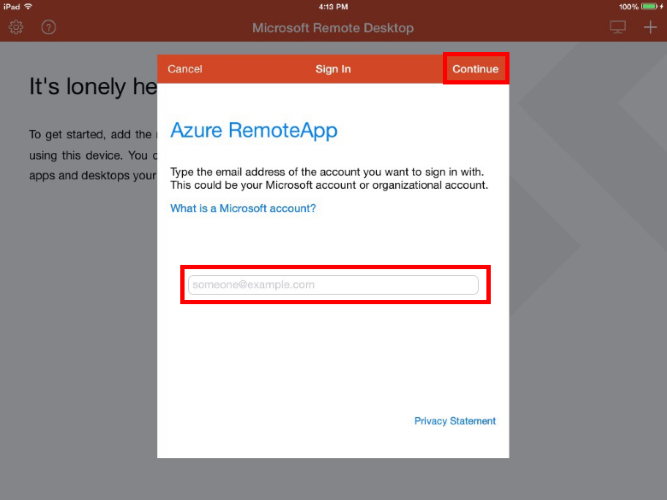 iPad 4:13 PM 100%
Microsoft Remote Desktop
Cancel Sign In Continue
It's lonely he
To get started, add the
using this device. You c
apps and desktops your
Azure RemoteApp
Type the email address of the account you want to sign in with.
This could be your Microsoft account or organizational account.
What is a Microsoft account?
someone@example.com
Privacy Statement